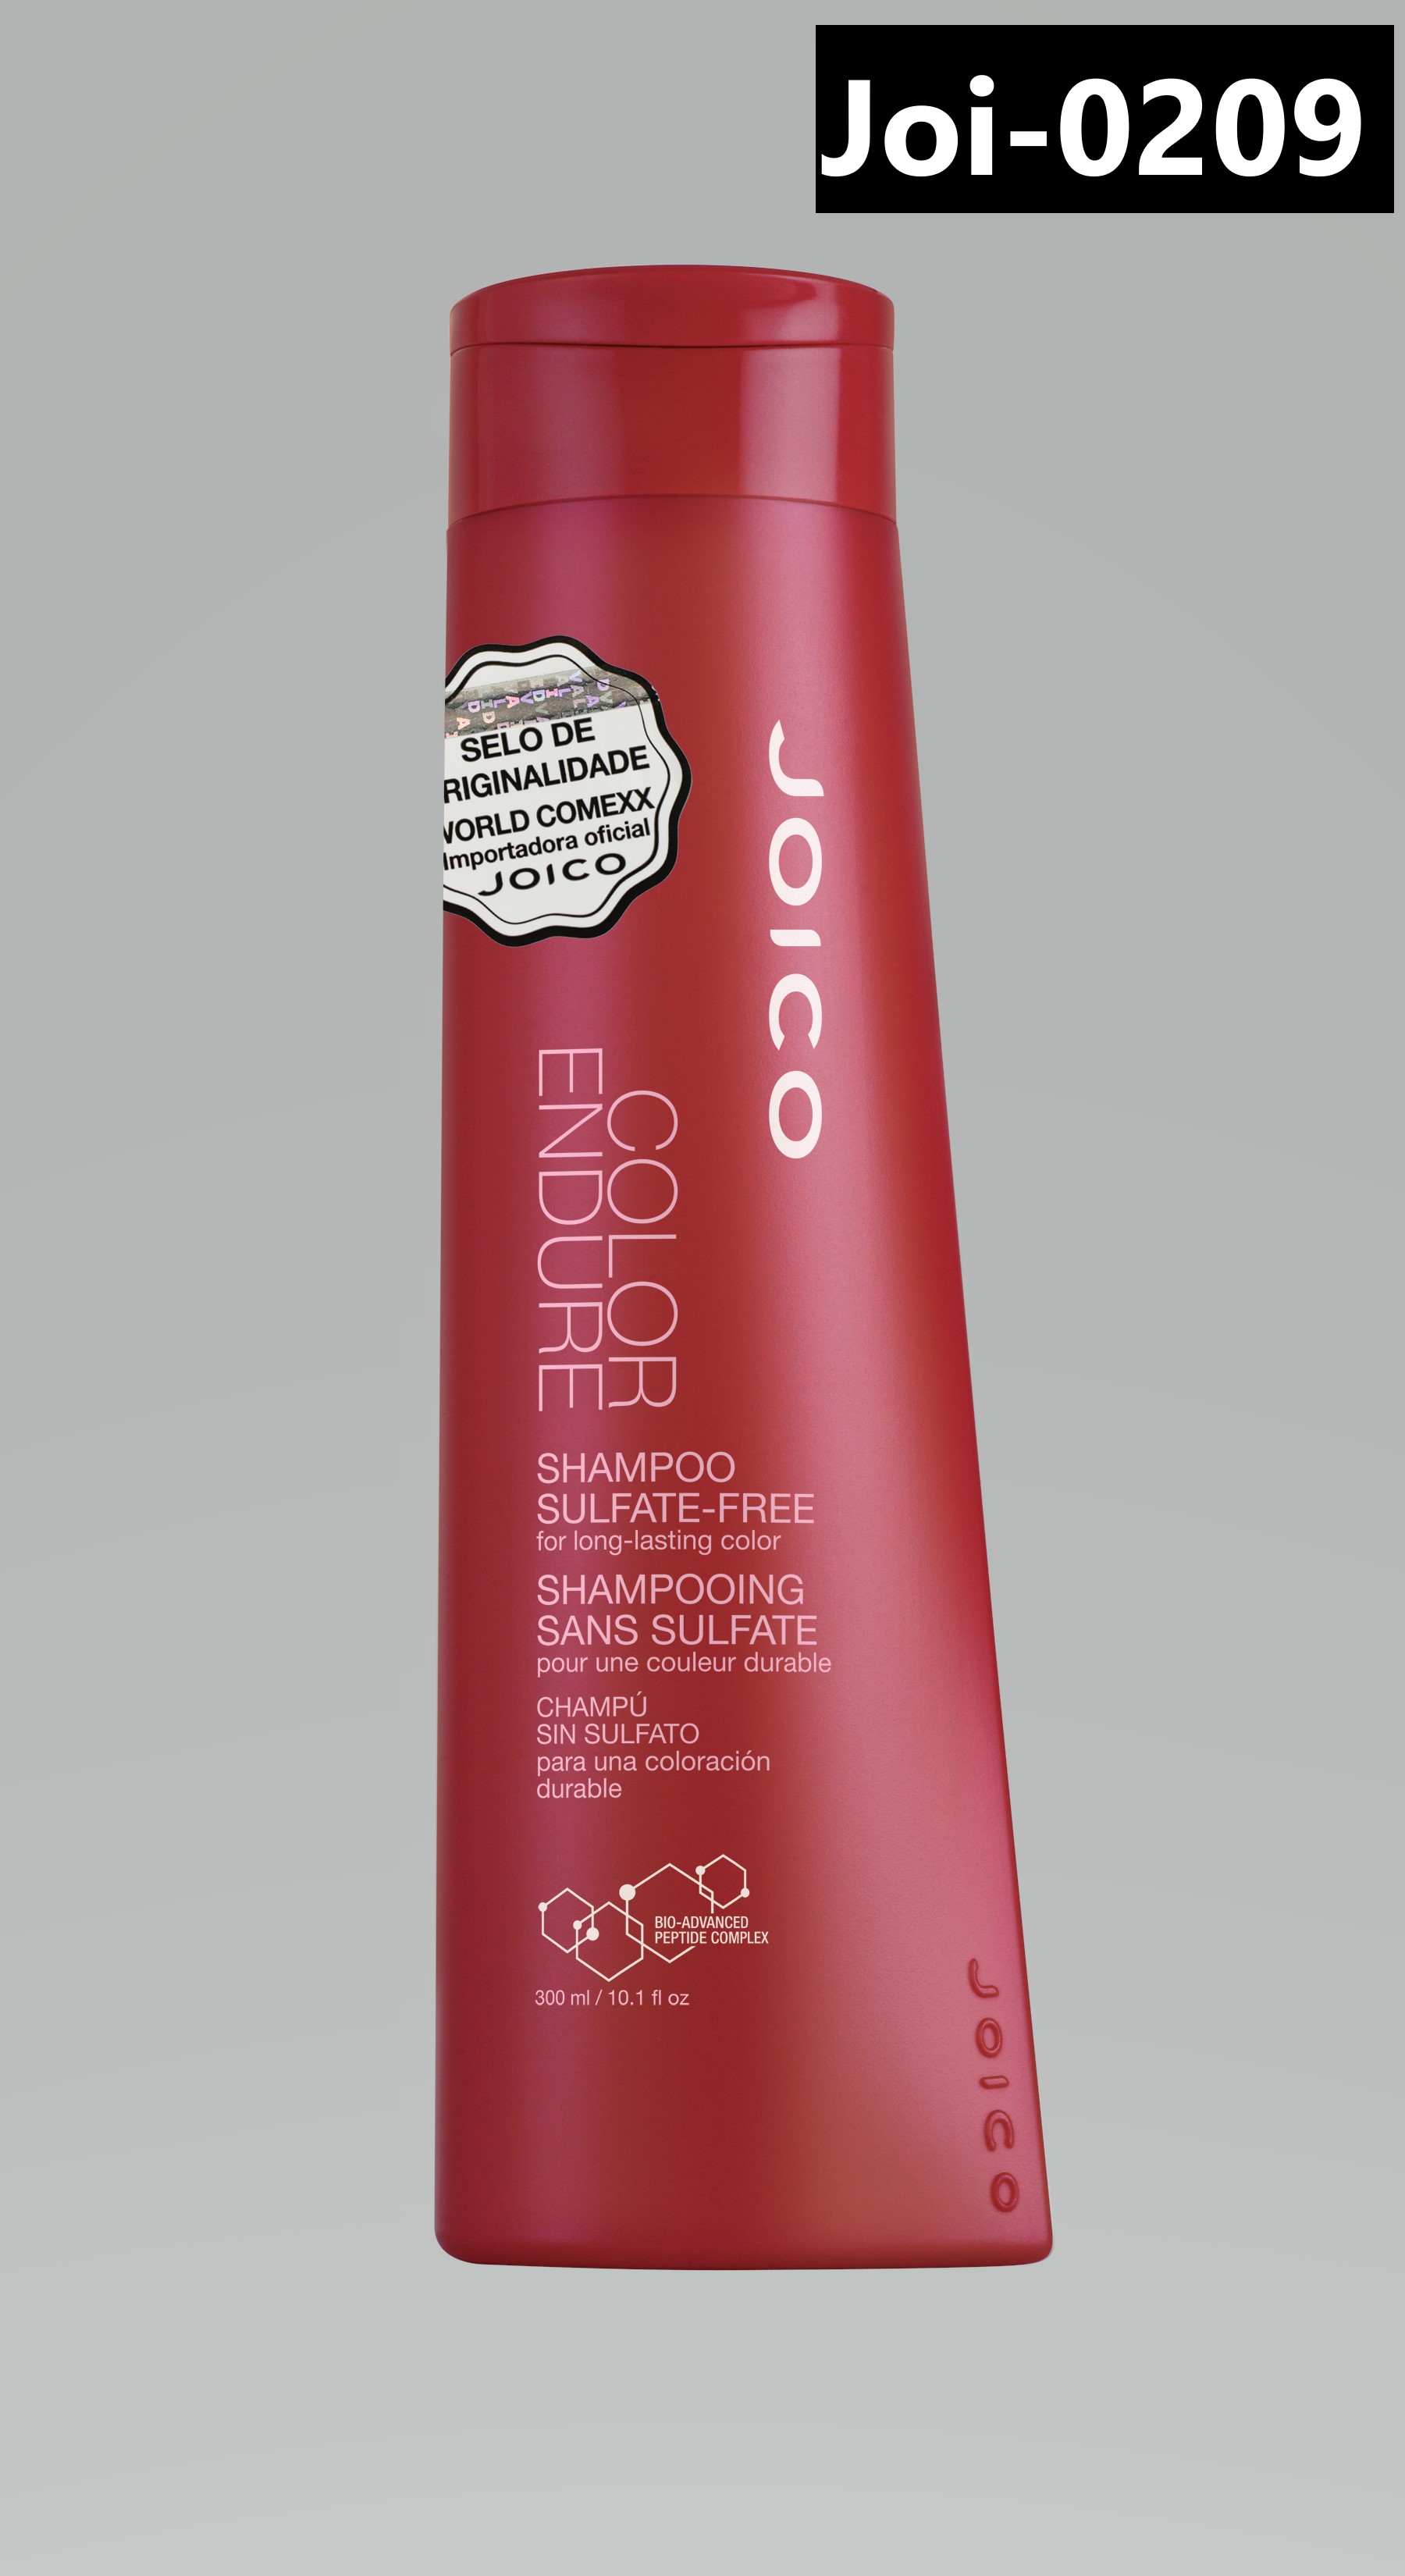 Joi-0209
SELO DE
RIGINALIDADE
WORLD COMEXX
Importadora oficial
JOICO
JOICO
COLOR
ENDURE
SHAMPOO
SULFATE-FREE
for long-lasting color
SHAMPOOING
SANS SULFATE
pour une couleur durable
CHAMPÚ
SIN SULFATO
para una coloración
durable
BIO-ADVANCED
PEPTIDE COMPLEX
300 ml / 10.1 fl oz
JOICO